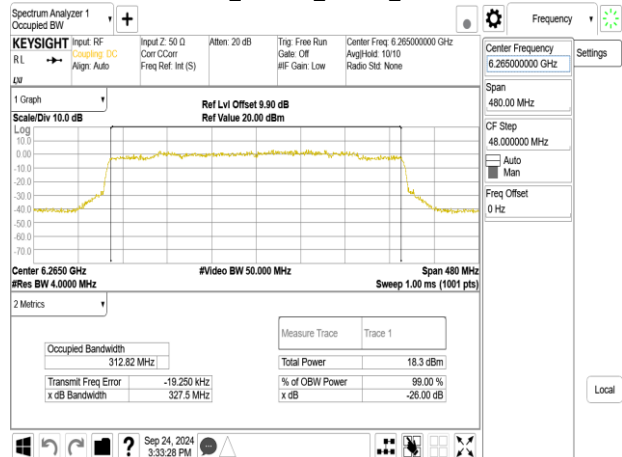 Spectrum Analyzer 1
Occupied BW
+
Frequency
KEYSIGHT
RL
LXI
Input: RF
Coupling: DC
Align: Auto
Input Z: 50 Ω
Corr CCorr
Freq Ref: Int (S)
Atten: 20 dB
Trig: Free Run
Gate: Off
#IF Gain: Low
Center Freq: 6.265000000 GHz
Avg|Hold: 10/10
Radio Std: None
Center Frequency
6.265000000 GHz
Settings
Span
480.00 MHz
CF Step
48.000000 MHz
Auto
Man
Freq Offset
0 Hz
Local
1 Graph
Scale/Div 10.0 dB
Ref Lvl Offset 9.90 dB
Ref Value 20.00 dBm
Log
10.0
0.00
-10.0
-20.0
-30.0
-40.0
-50.0
-60.0
-70.0
Center 6.2650 GHz
#Res BW 4.0000 MHz
#Video BW 50.000 MHz
Span 480 MHz
Sweep 1.00 ms (1001 pts)
2 Metrics
Measure Trace
Trace 1
Occupied Bandwidth
312.82 MHz
Total Power
18.3 dBm
Transmit Freq Error
-19.250 kHz
% of OBW Power
99.00 %
x dB Bandwidth
327.5 MHz
x dB
-26.00 dB
?
Sep 24, 2024
3:33:28 PM